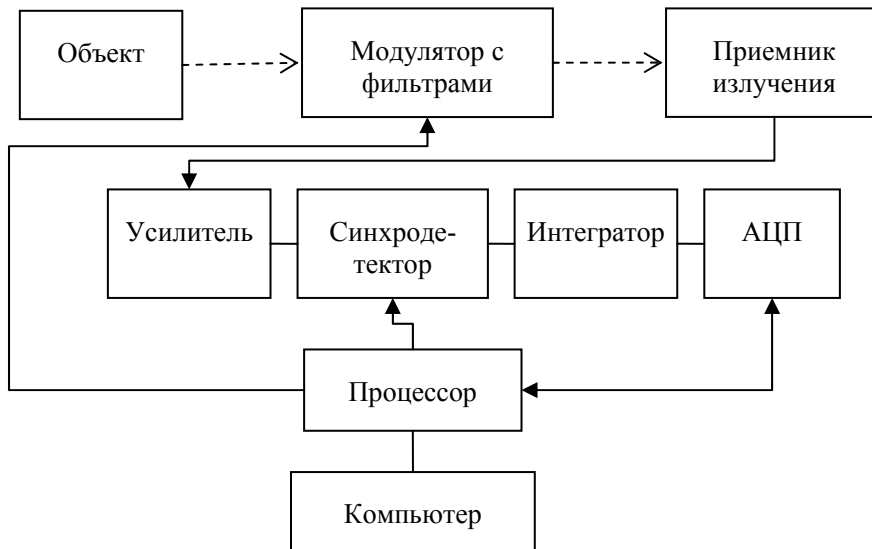 Объект
Модулятор с
фильтрами
Приемник
излучения
Усилитель
Синхроде-
тектор
Интегратор
АЦП
Процессор
Компьютер